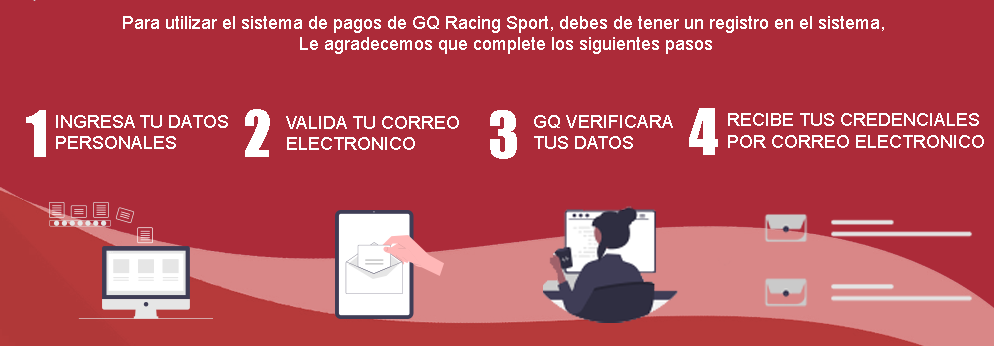 Para utilizar el sistema de pagos de GQ Racing Sport, debes de tener un registro en el sistema,
Le agradecemos que complete los siguientes pasos
1 INGRESA TU DATOS
PERSONALES
2 VALIDA TU CORREO
ELECTRONICO
3 GQ VERIFICARA
TUS DATOS
4 RECIBE TUS CREDENCIALES
POR CORREO ELECTRONICO